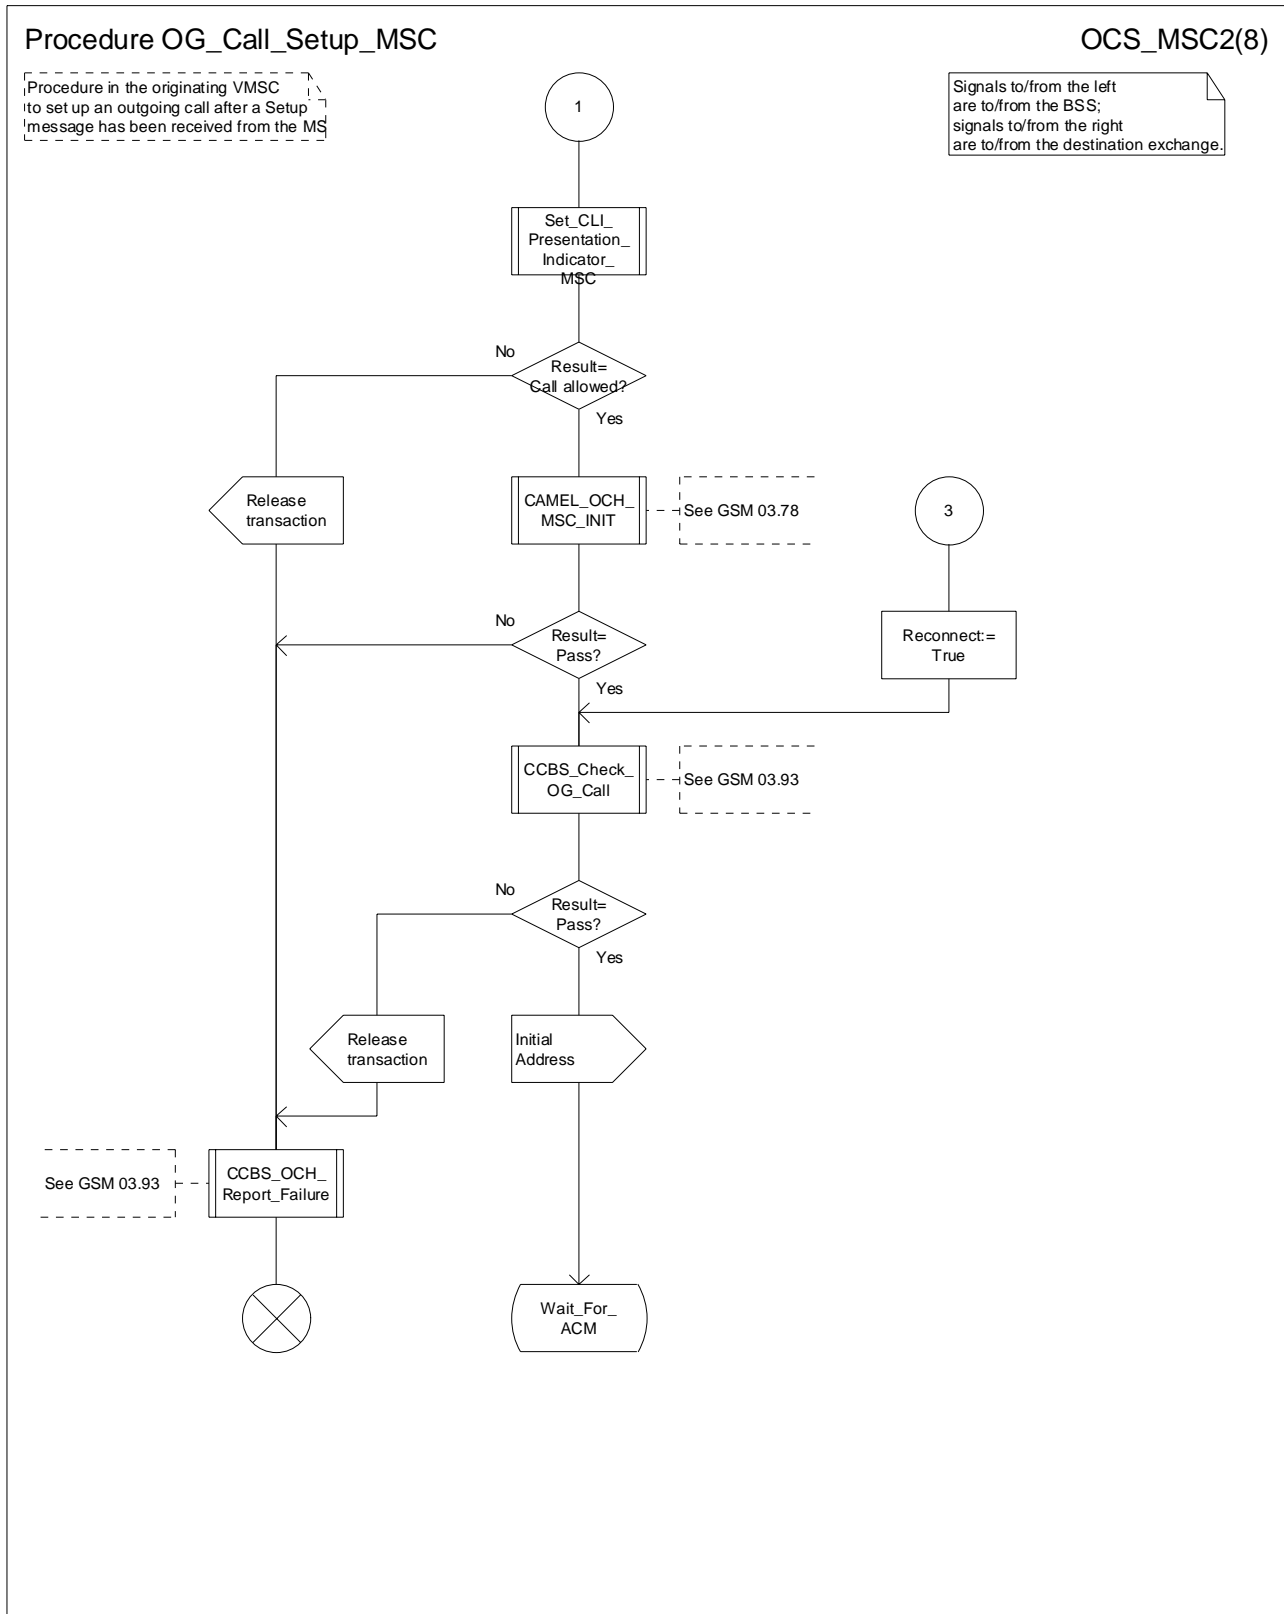 Procedure OG_Call_Setup_MSC
OCS_MSC2(8)
Procedure in the originating VMSC
to set up an outgoing call after a Setup
message has been received from the MS
1
Signals to/from the left
are to/from the BSS;
signals to/from the right
are to/from the destination exchange.
Set_CLI_
Presentation_
Indicator_
MSC
No
Result=
Call allowed?
Yes
Release
transaction
CAMEL_OCH_
MSC_INIT
See GSM 03.78
3
No
Result=
Pass?
Yes
Reconnect:=
True
CCBS_Check_
OG_Call
See GSM 03.93
No
Result=
Pass?
Yes
Release
transaction
Initial
Address
See GSM 03.93
CCBS_OCH_
Report_Failure
Wait_For_
ACM